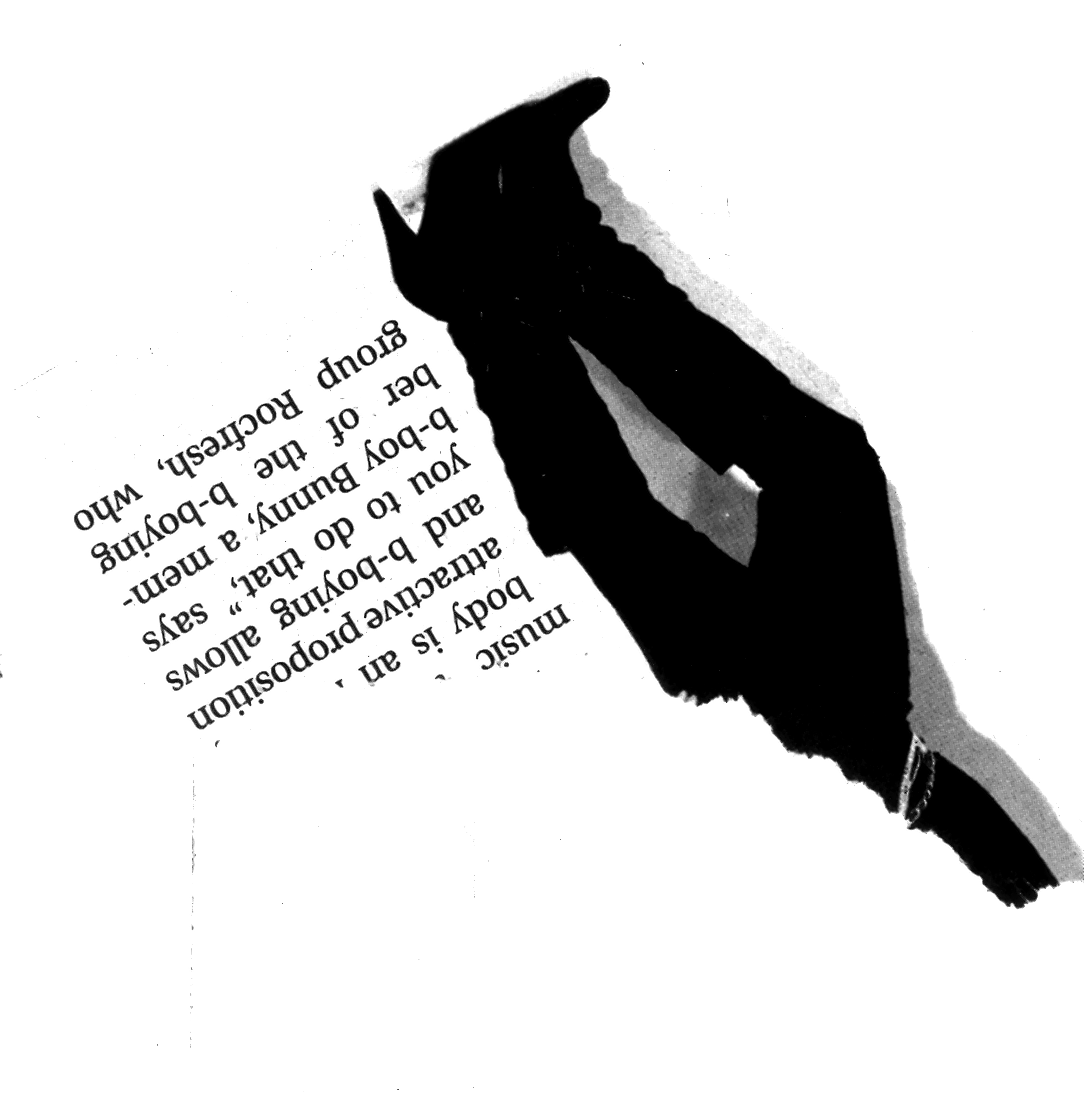 music
body is an
attractive proposition
and b-boying allows
you to do that,” says
b-boy Bunny, a mem-
ber of the b-boying
group Rocfresh, who